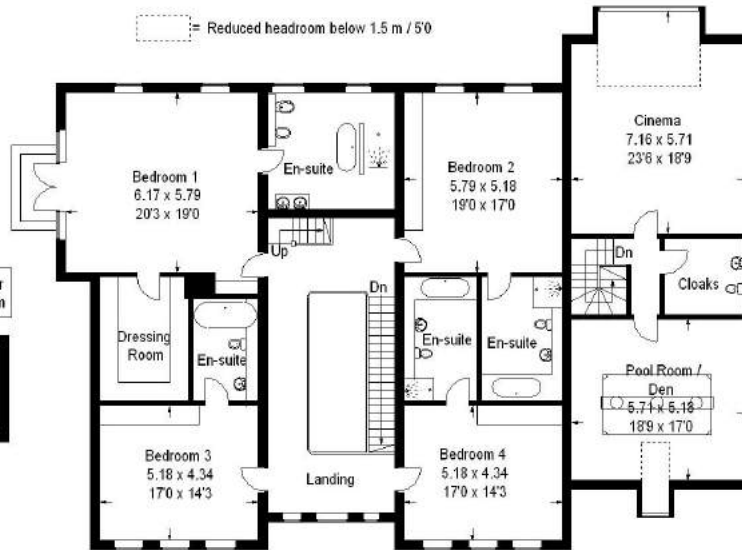 = Reduced headroom below 1.5 m / 5'0
Cinema
7.16 x 5.71
23'6 x 18'9
Bedroom 1
6.17 x 5.79
20'3 x 19'0
En-suite
Bedroom 2
5.79 x 5.18
19'0 x 17'0
Up
Dn
Dn
Cloaks
Dressing
Room
En-suite
En-suite
En-suite
Pool Room /
Den
5.71 x 5.18
18'9 x 17'0
Bedroom 3
5.18 x 4.34
17'0 x 14'3
Landing
Bedroom 4
5.18 x 4.34
17'0 x 14'3